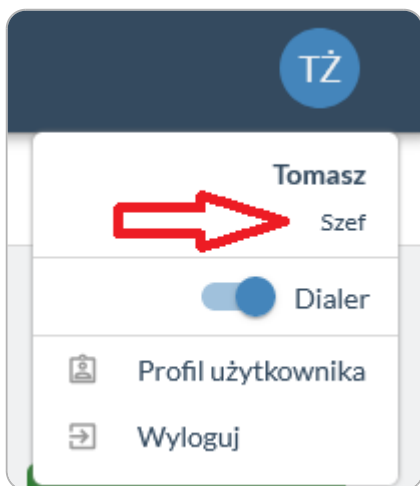 TŻ
Tomasz
Szef
Dialer
Profil użytkownika
Wyloguj